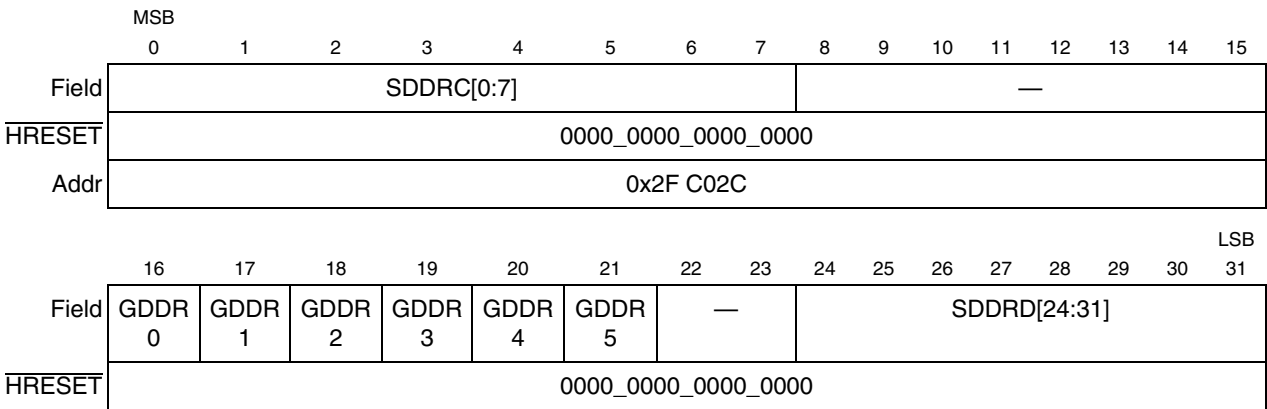 MSB
0 1 2 3 4 5 6 7 8 9 10 11 12 13 14 15
Field SDDRC[0:7] —
HRESET 0000_0000_0000_0000
Addr 0x2F C02C
LSB
16 17 18 19 20 21 22 23 24 25 26 27 28 29 30 31
Field GDDR GDDR GDDR GDDR GDDR GDDR — SDDRD[24:31]
0 1 2 3 4 5
HRESET 0000_0000_0000_0000